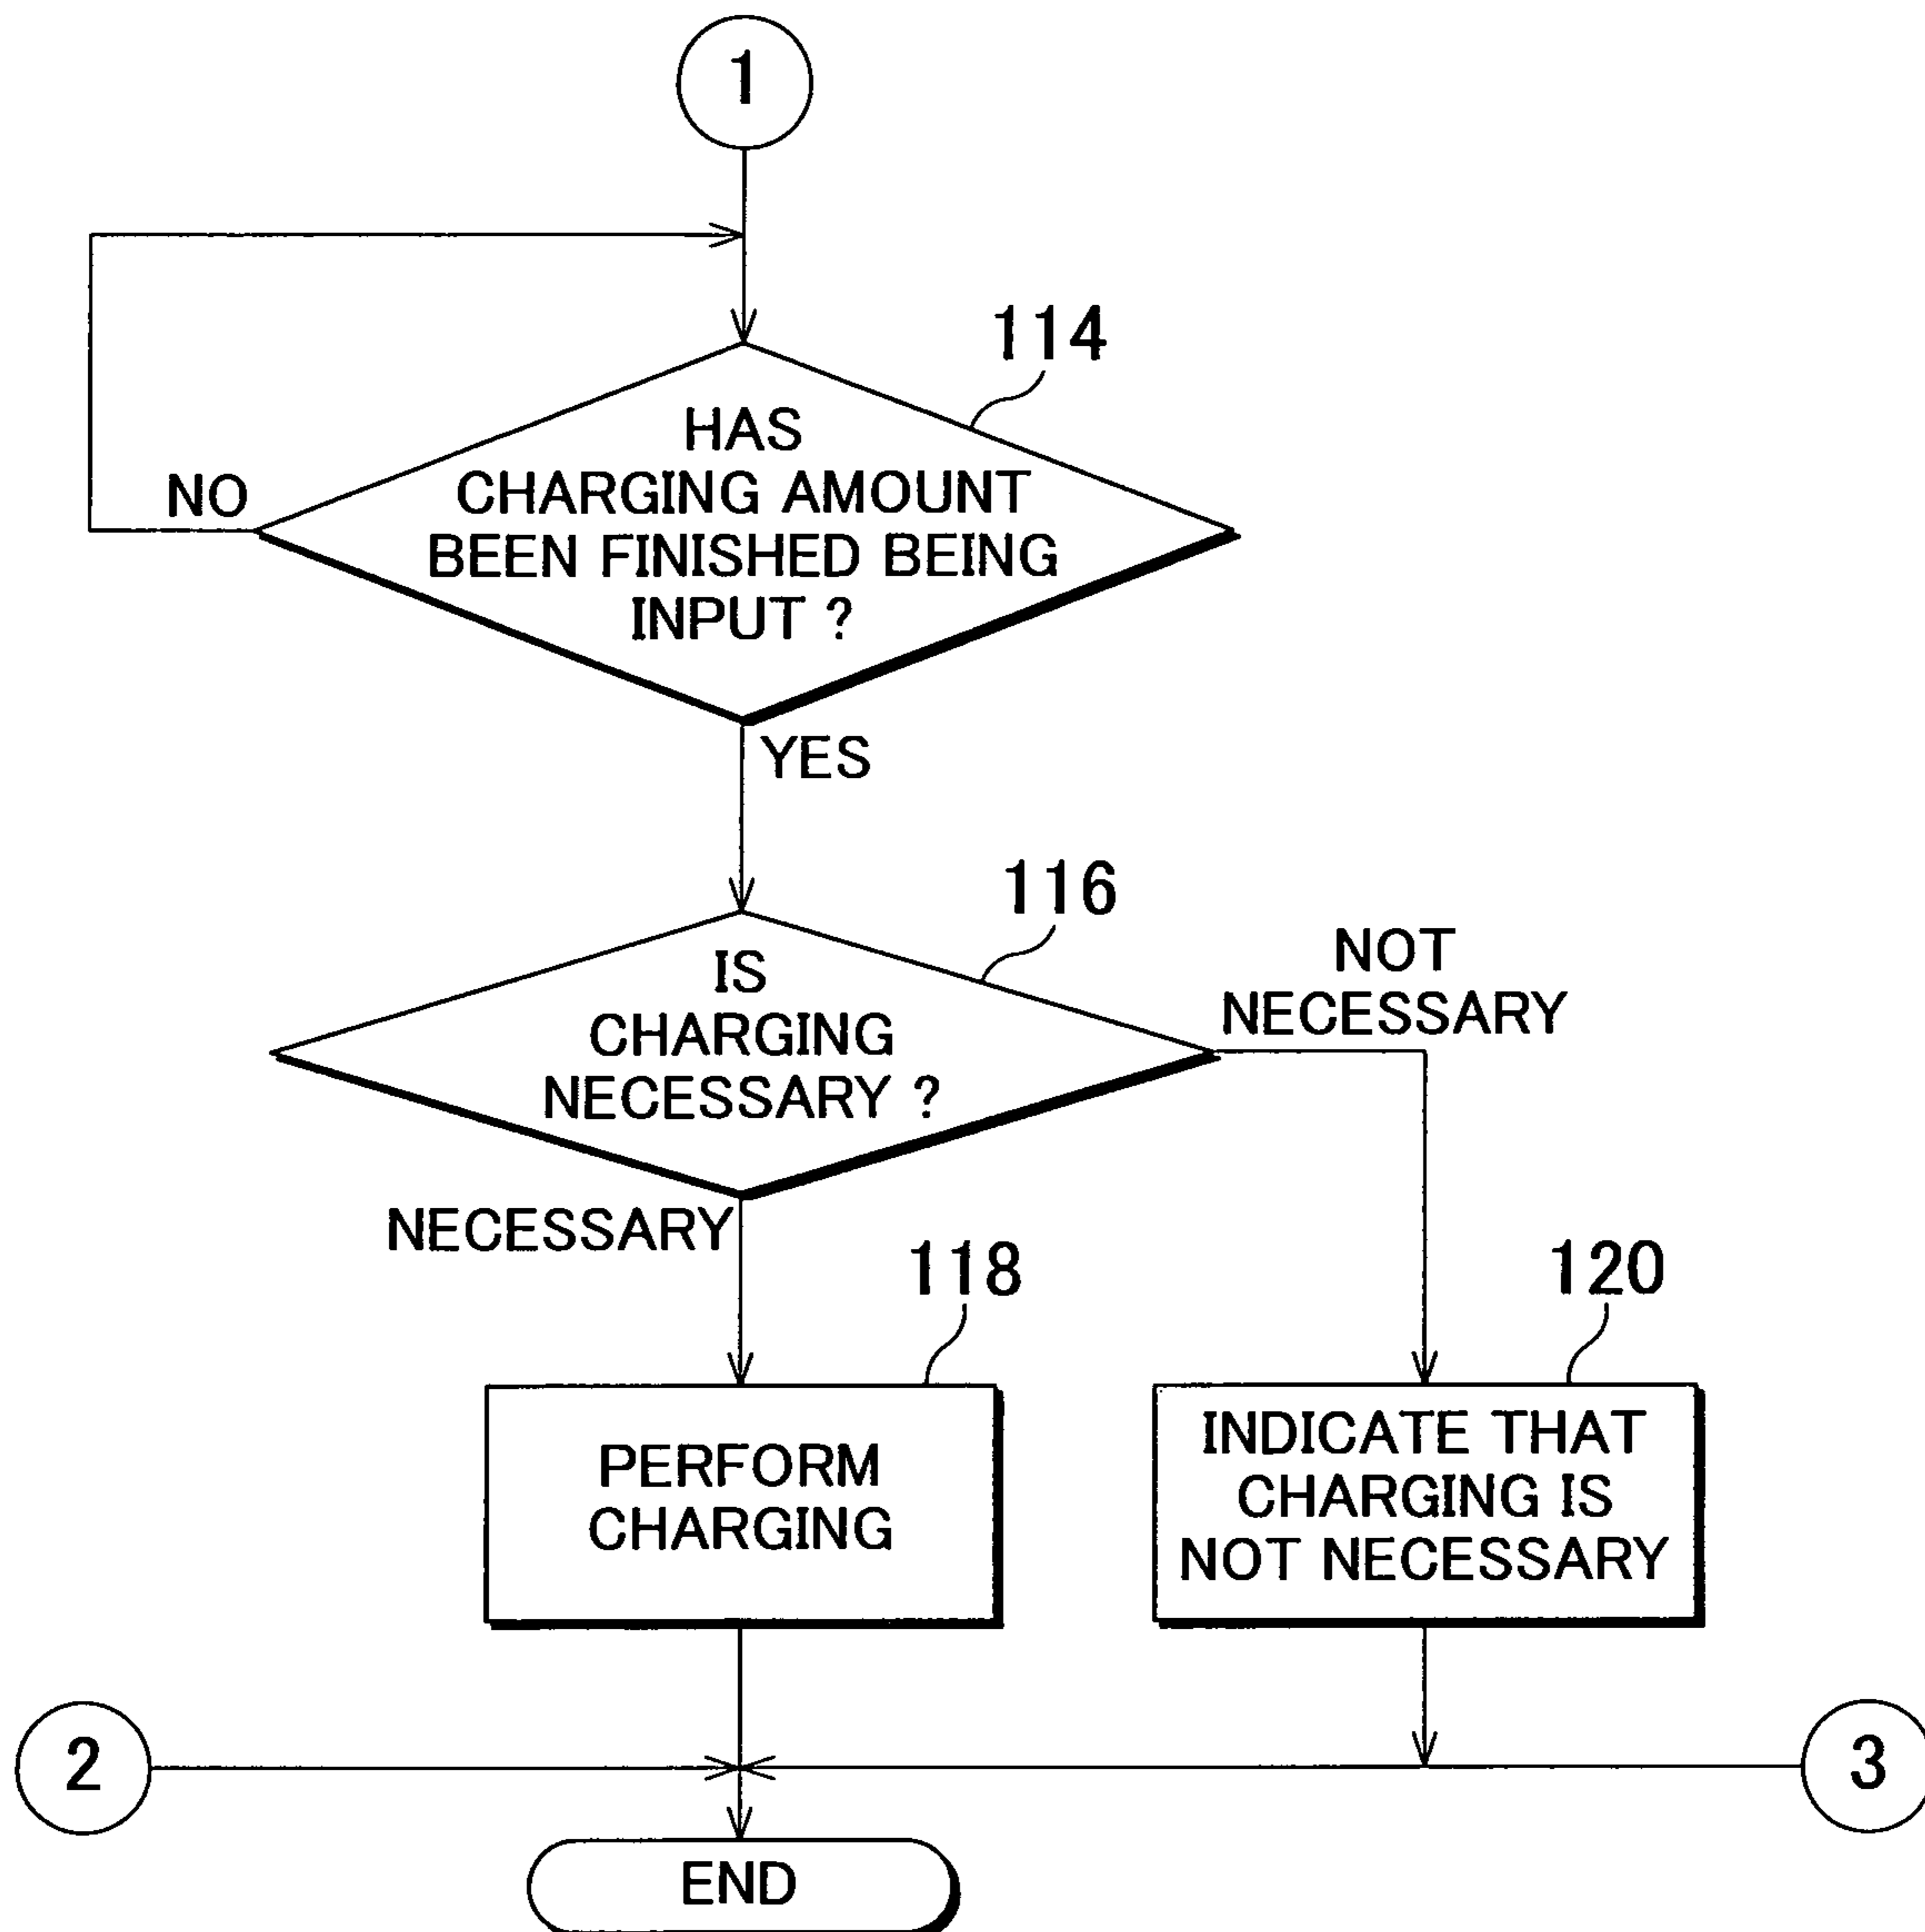 1
114
HAS
CHARGING AMOUNT
BEEN FINISHED BEING
INPUT ?
NO
YES
116
IS
CHARGING
NECESSARY ?
NOT
NECESSARY
NECESSARY
118
120
PERFORM
CHARGING
INDICATE THAT
CHARGING IS
NOT NECESSARY
2
3
END